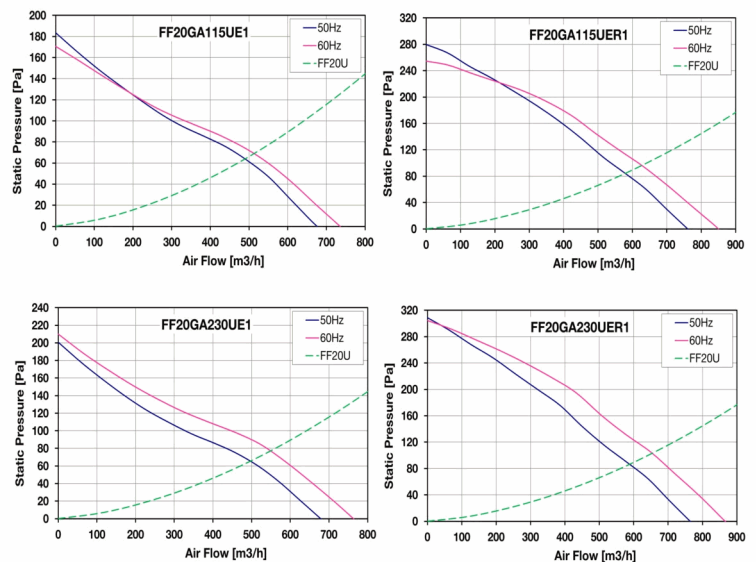 FF20GA115UE1
50Hz
60Hz
FF20U
Static Pressure [Pa]
200
180
160
140
120
100
80
60
40
20
0
0 100 200 300 400 500 600 700 800
Air Flow [m3/h]
FF20GA115UER1
50Hz
60Hz
FF20U
Static Pressure [Pa]
320
280
240
200
160
120
80
40
0
0 100 200 300 400 500 600 700 800 900
Air Flow [m3/h]
FF20GA230UE1
50Hz
60Hz
FF20U
Static Pressure [Pa]
240
220
200
180
160
140
120
100
80
60
40
20
0
0 100 200 300 400 500 600 700 800
Air Flow [m3/h]
FF20GA230UER1
50Hz
60Hz
FF20U
Static Pressure [Pa]
320
280
240
200
160
120
80
40
0
0 100 200 300 400 500 600 700 800 900
Air Flow [m3/h]